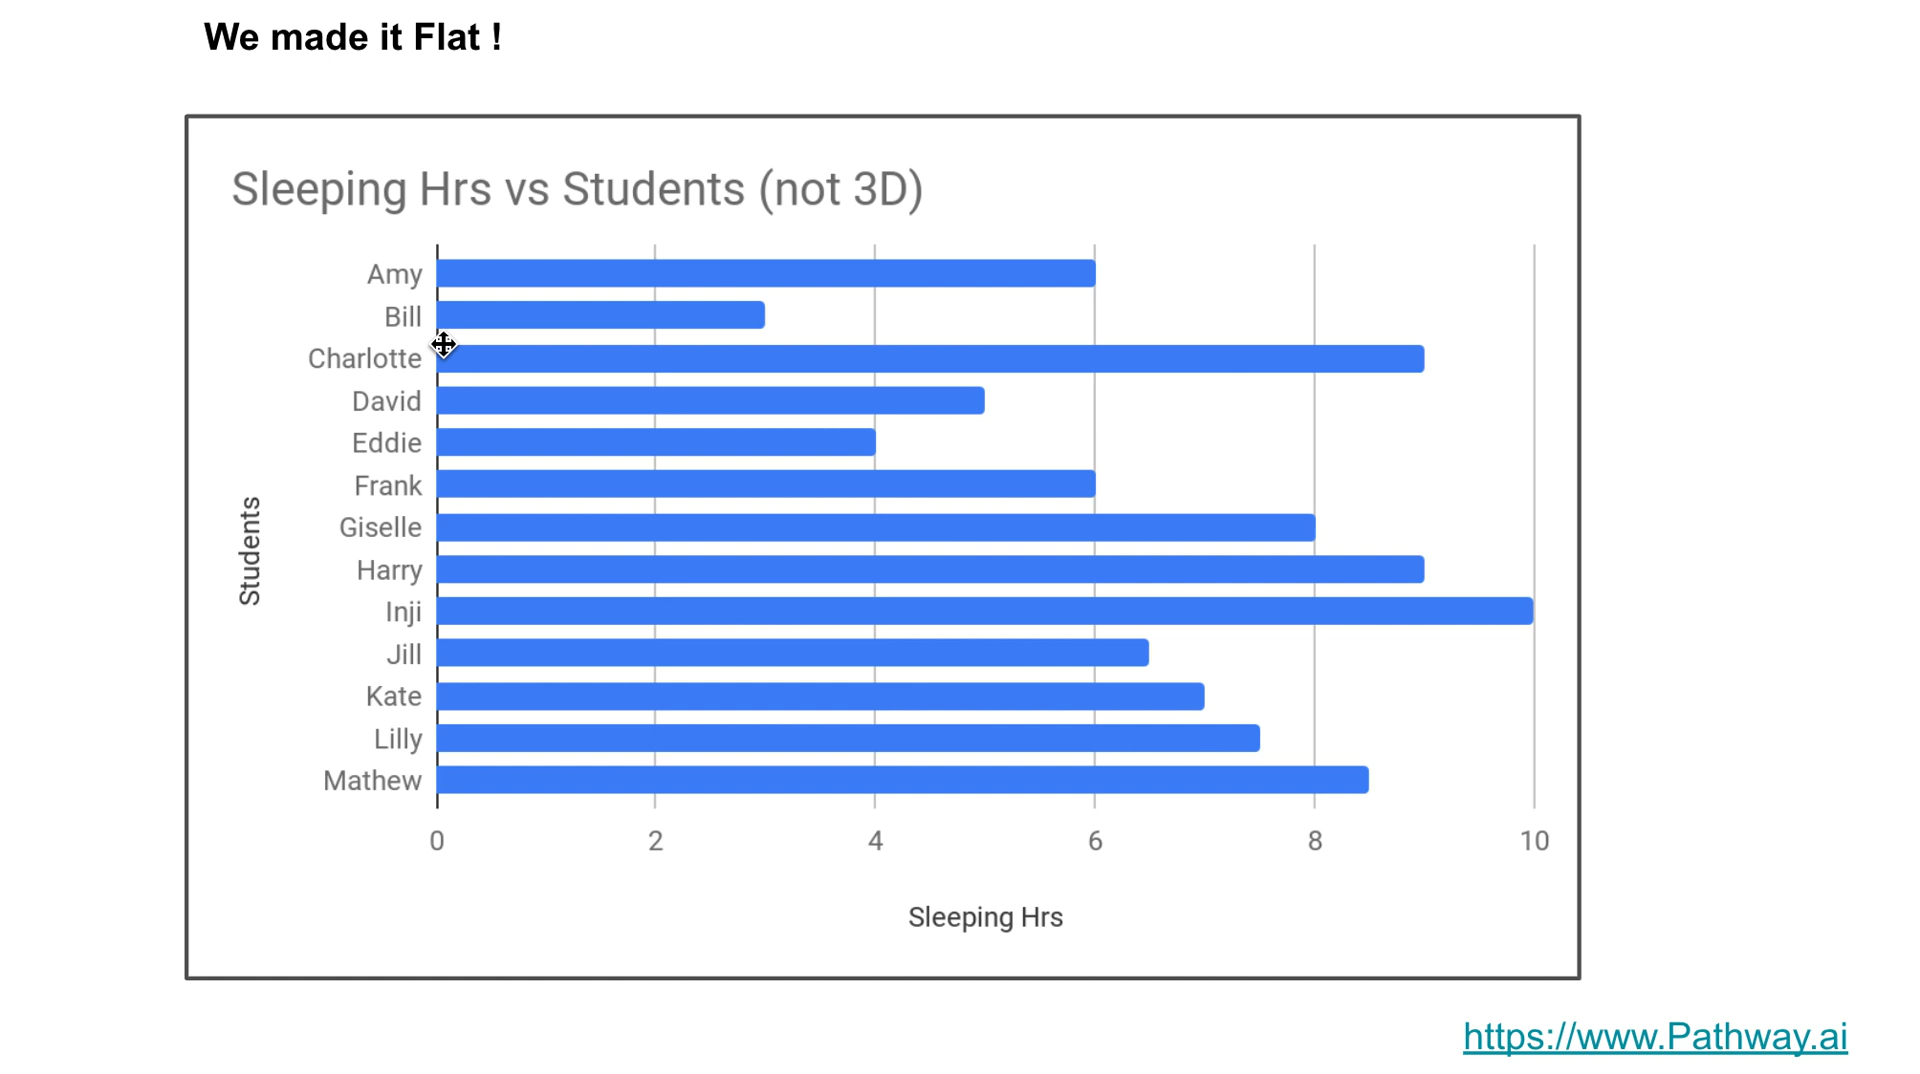 We made it Flat !
Sleeping Hrs vs Students (not 3D)
Students
Amy
Bill
Charlotte
David
Eddie
Frank
Giselle
Harry
Inji
Jill
Kate
Lilly
Mathew
0 2 4 6 8 10
Sleeping Hrs
https://www.Pathway.ai